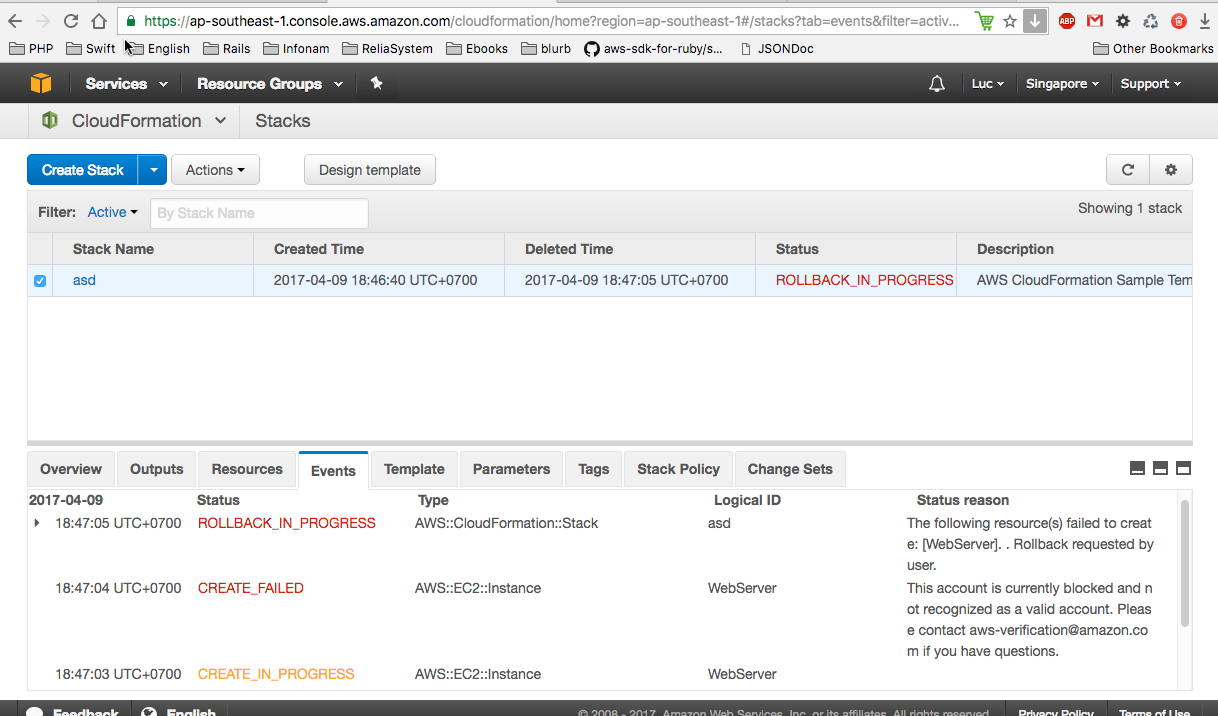 https://ap-southeast-1.console.aws.amazon.com/cloudformation/home?region=ap-southeast-1#/stacks?tab=events&filter=activ...
ABP
PHP Swift English Rails Infonam ReliaSystem Ebooks blurb aws-sdk-for-ruby/s... JSONDoc Other Bookmarks
Services Resource Groups Luc Singapore Support
CloudFormation Stacks
Create Stack Actions Design template
Filter: Active By Stack Name Showing 1 stack
Stack Name Created Time Deleted Time Status Description
asd 2017-04-09 18:46:40 UTC+0700 2017-04-09 18:47:05 UTC+0700 ROLLBACK_IN_PROGRESS AWS CloudFormation Sample Tem
Overview Outputs Resources Events Template Parameters Tags Stack Policy Change Sets
2017-04-09 Status Type Logical ID Status reason
18:47:05 UTC+0700 ROLLBACK_IN_PROGRESS AWS::CloudFormation::Stack asd The following resource(s) failed to creat
e: [WebServer]. . Rollback requested by
user.
18:47:04 UTC+0700 CREATE_FAILED AWS::EC2::Instance WebServer This account is currently blocked and n
ot recognized as a valid account. Pleas
e contact aws-verification@amazon.co
m if you have questions.
18:47:03 UTC+0700 CREATE_IN_PROGRESS AWS::EC2::Instance WebServer
Feedback English © 2008 - 2017, Amazon Web Services, Inc. or its affiliates. All rights reserved. Privacy Policy Terms of Use